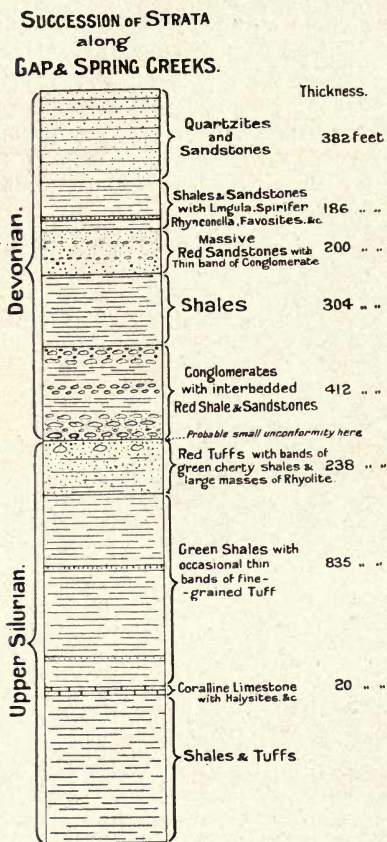 SUCCESSION OF STRATA
along
GAP & SPRING CREEKS.
Thickness.
Devonian.
Quartzites
and
Sandstones
382 feet
Shales & Sandstones
with Lingula, Spirifer
Rhynconella, Favosites. &c
186 " "
Massive
Red Sandstones with
Thin band of Conglomerate
200 " "
Shales
304 " "
Conglomerates
with interbedded
Red Shale & Sandstones
412 " "
Probable small unconformity here
Upper Silurian.
Red Tuffs with bands of
green cherty shales &
large masses of Rhyolite
238 " "
Green Shales with
occasional thin
bands of fine-
-grained Tuff
835 " "
Coralline Limestone
with Halysites. &c
20 " "
Shales & Tuffs